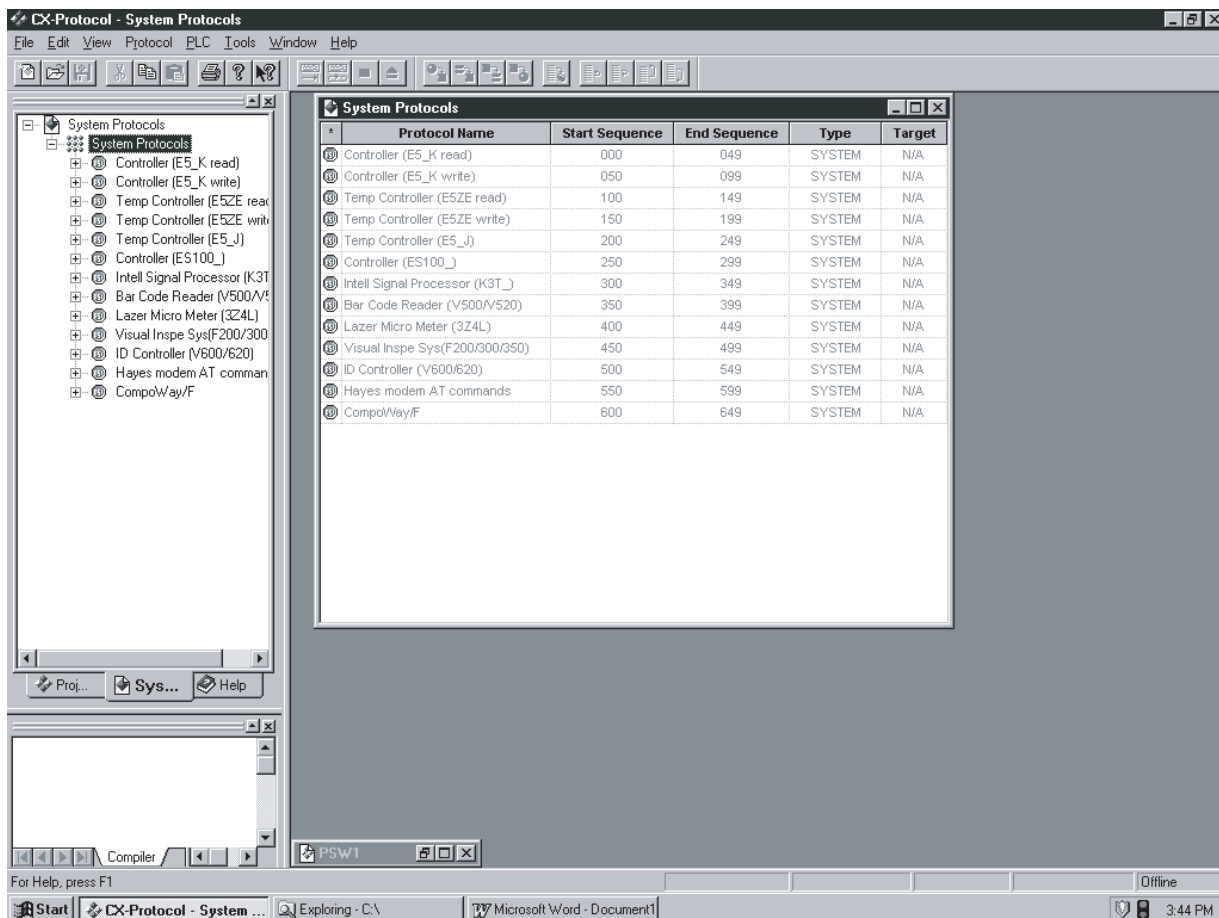 CX-Protocol - System Protocols
File Edit View Protocol PLC Tools Window Help
System Protocols
System Protocols
Controller (E5_K read)
Controller (E5_K write)
Temp Controller (E5ZE read
Temp Controller (E5ZE writ
Temp Controller (E5_J)
Controller (ES100_)
Intell Signal Processor (K3T
Bar Code Reader (V500/V5
Lazer Micro Meter (3Z4L)
Visual Inspe Sys(F200/300
ID Controller (V600/620)
Hayes modem AT comman
CompoWay/F
Proj... Sys... Help
Compiler
System Protocols
* Protocol Name Start Sequence End Sequence Type Target
Controller (E5_K read) 000 049 SYSTEM N/A
Controller (E5_K write) 050 099 SYSTEM N/A
Temp Controller (E5ZE read) 100 149 SYSTEM N/A
Temp Controller (E5ZE write) 150 199 SYSTEM N/A
Temp Controller (E5_J) 200 249 SYSTEM N/A
Controller (ES100_) 250 299 SYSTEM N/A
Intell Signal Processor (K3T_) 300 349 SYSTEM N/A
Bar Code Reader (V500/V520) 350 399 SYSTEM N/A
Lazer Micro Meter (3Z4L) 400 449 SYSTEM N/A
Visual Inspe Sys(F200/300/350) 450 499 SYSTEM N/A
ID Controller (V600/620) 500 549 SYSTEM N/A
Hayes modem AT commands 550 599 SYSTEM N/A
CompoWay/F 600 649 SYSTEM N/A
PSW1
For Help, press F1 Offline
Start CX-Protocol - System ... Exploring - C:\ Microsoft Word - Document1 3:44 PM